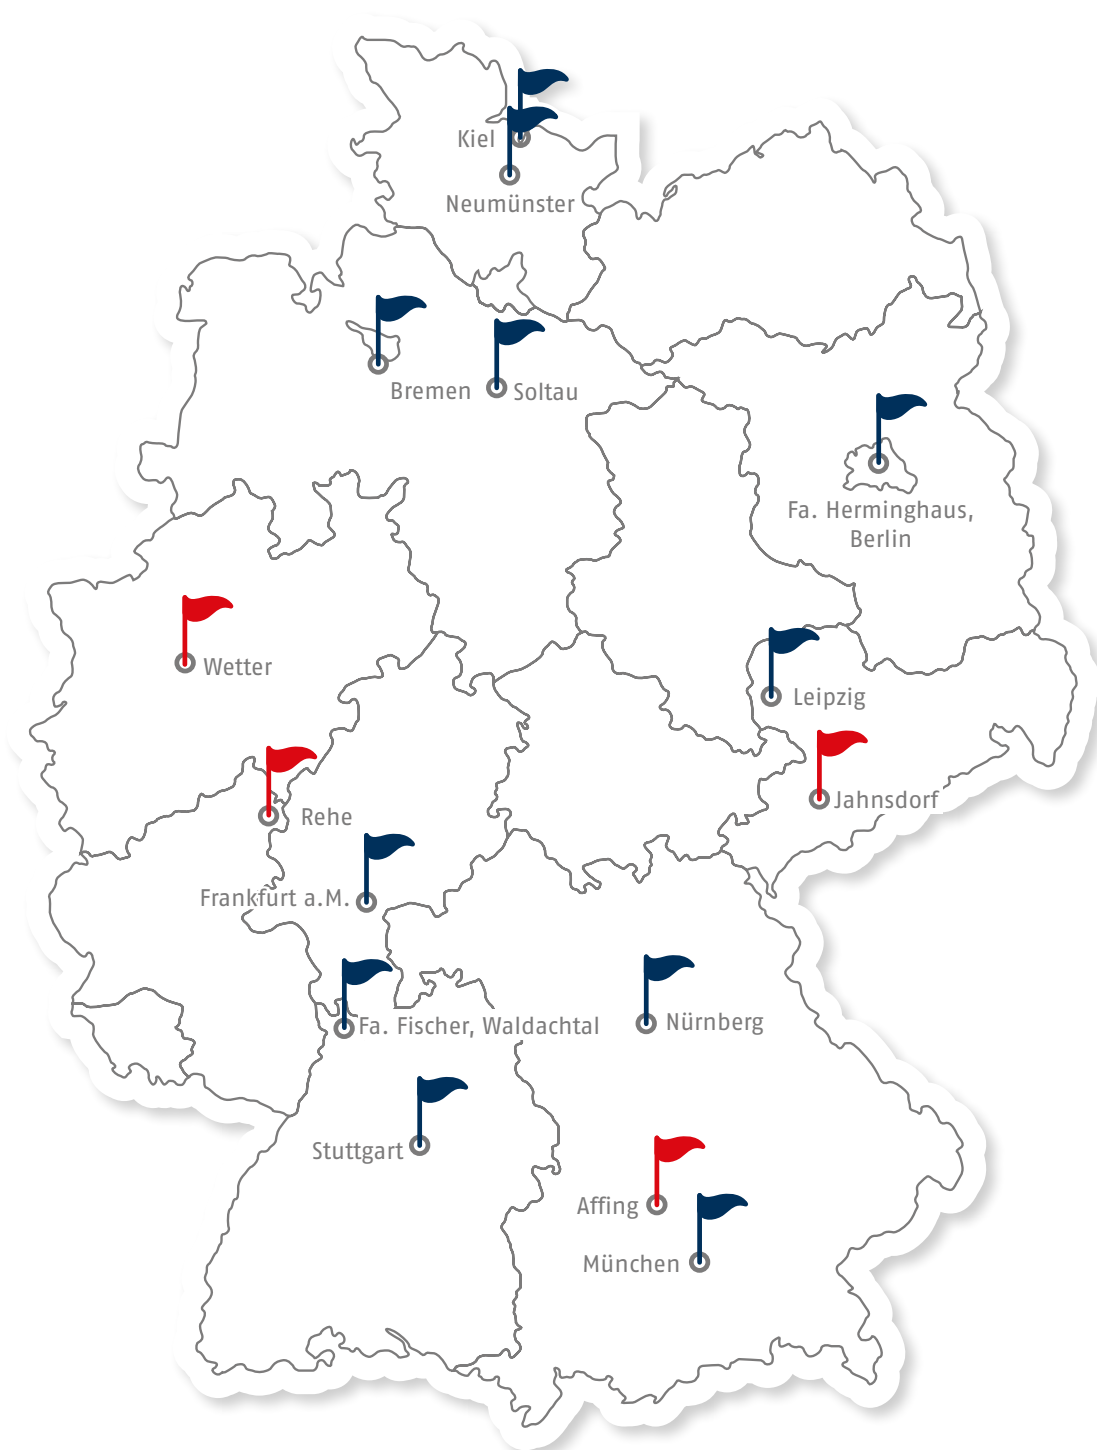 Kiel
Neumünster
Bremen
Soltau
Fa. Herminghaus,
Berlin
Wetter
Leipzig
Rehe
Jahnsdorf
Frankfurt a.M.
Fa. Fischer, Waldachtal
Nürnberg
Stuttgart
Affing
München